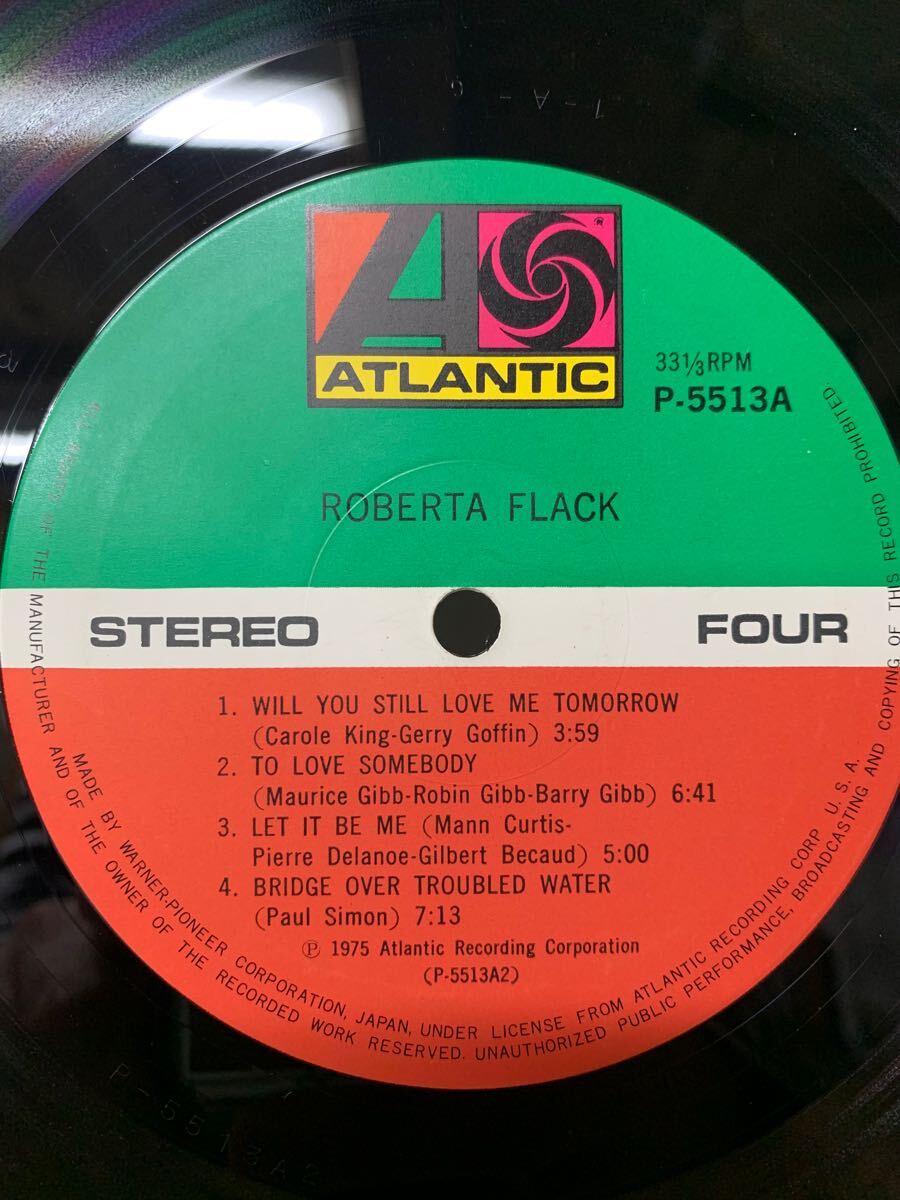 1-A-6
®
ATLANTIC
33⅓RPM
P-5513A
ROBERTA FLACK
STEREO
FOUR
1. WILL YOU STILL LOVE ME TOMORROW
(Carole King-Gerry Goffin) 3:59
2. TO LOVE SOMEBODY
(Maurice Gibb-Robin Gibb-Barry Gibb) 6:41
3. LET IT BE ME (Mann Curtis-
Pierre Delanoe-Gilbert Becaud) 5:00
4. BRIDGE OVER TROUBLED WATER
(Paul Simon) 7:13
Ⓟ 1975 Atlantic Recording Corporation
(P-5513A2)
MADE BY WARNER-PIONEER CORPORATION, JAPAN, UNDER LICENSE FROM ATLANTIC RECORDING CORP U. S. A.
OF THE MANUFACTURER AND OF THE OWNER OF THE RECORDED WORK RESERVED. UNAUTHORIZED PUBLIC PERFORMANCE, BROADCASTING AND COPYING OF THIS RECORD PROHIBITED.
P-5513A2